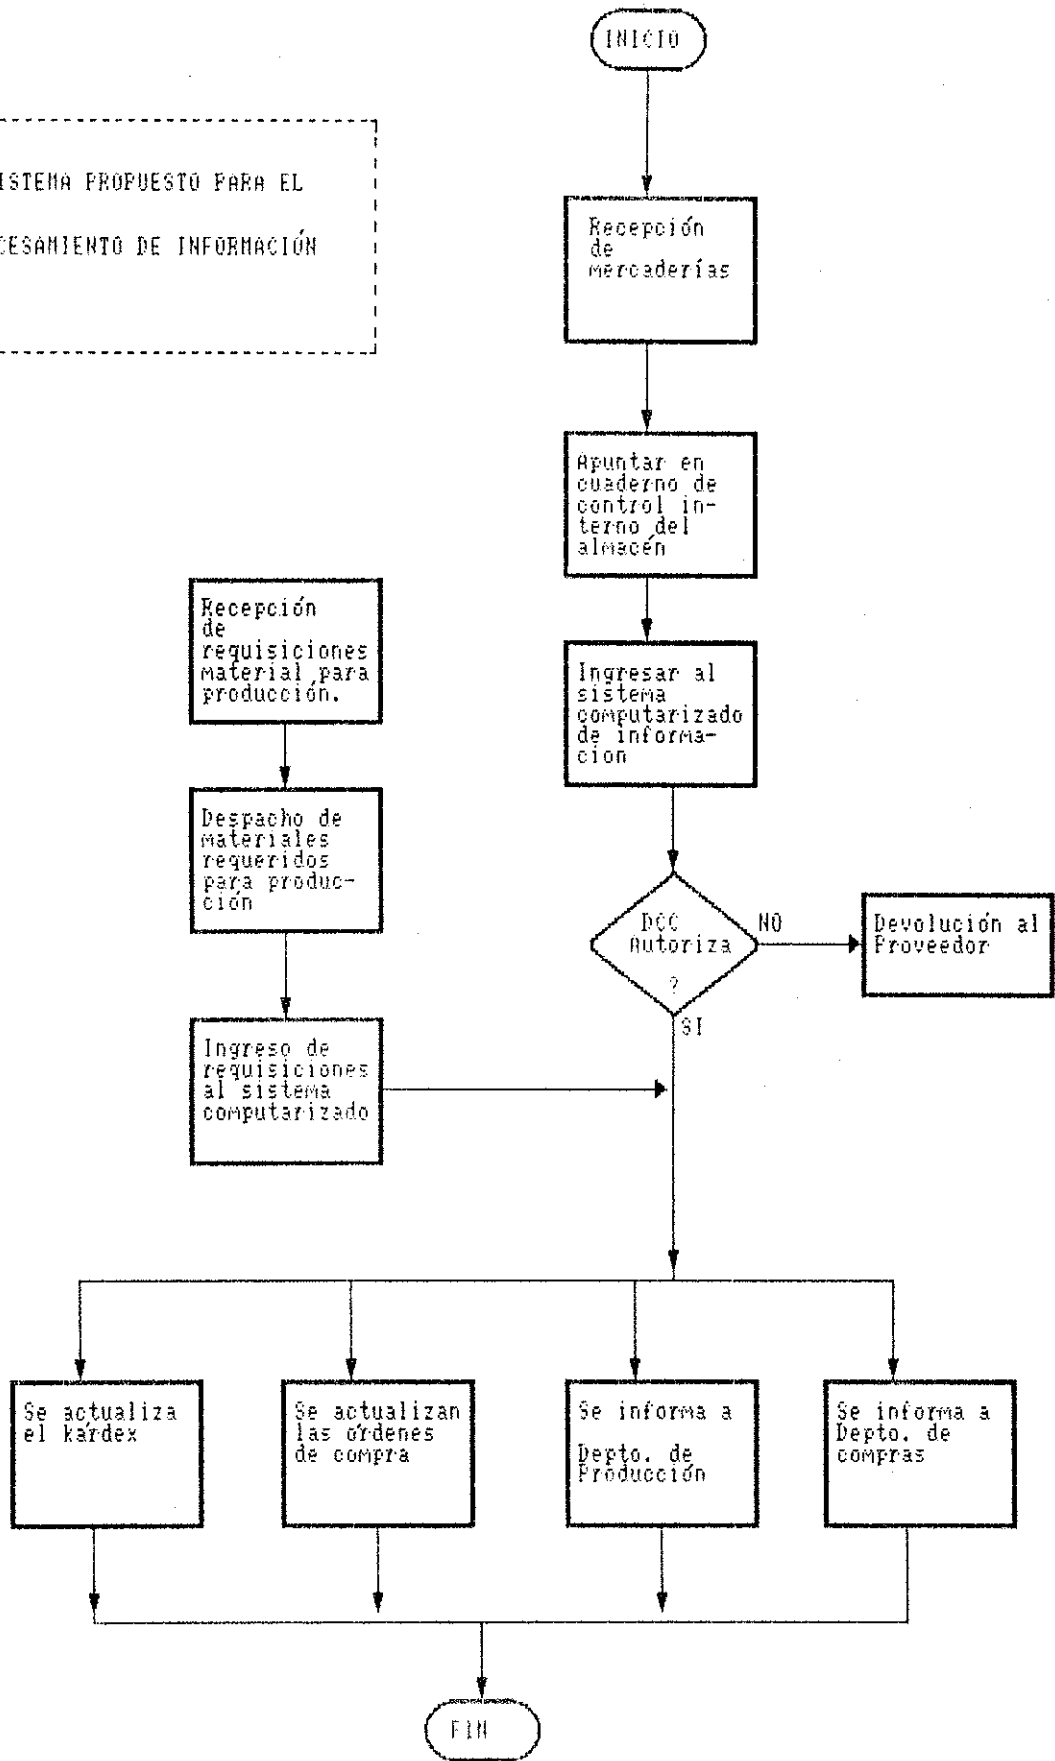 INICIO
ISTEMA PROPUESTO PARA EL
CESAMIENTO DE INFORMACIÓN
Recepción
de
mercaderías
Apuntar en
cuaderno de
control in-
terno del
almacén
Recepción
de
requisiciones
material para
producción.
Ingresar al
sistema
computarizado
de informa-
cion
Despacho de
materiales
requeridos
para produc-
ción
DCC
Autoriza
?
NO
SI
Devolución al
Proveedor
Ingreso de
requisiciones
al sistema
computarizado
Se actualiza
el kárdex
Se actualizan
las órdenes
de compra
Se informa a
Depto. de
Producción
Se informa a
Depto. de
compras
FIN